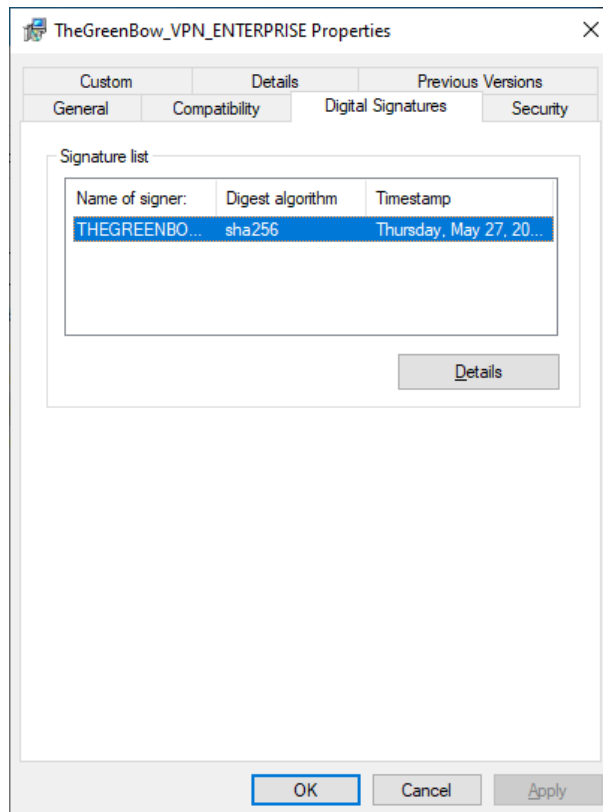 TheGreenBow_VPN_ENTERPRISE Properties
Custom Details Previous Versions
General Compatibility Digital Signatures Security
Signature list
Name of signer: Digest algorithm Timestamp
THEGREENBO... sha256 Thursday, May 27, 20...
Details
OK Cancel Apply